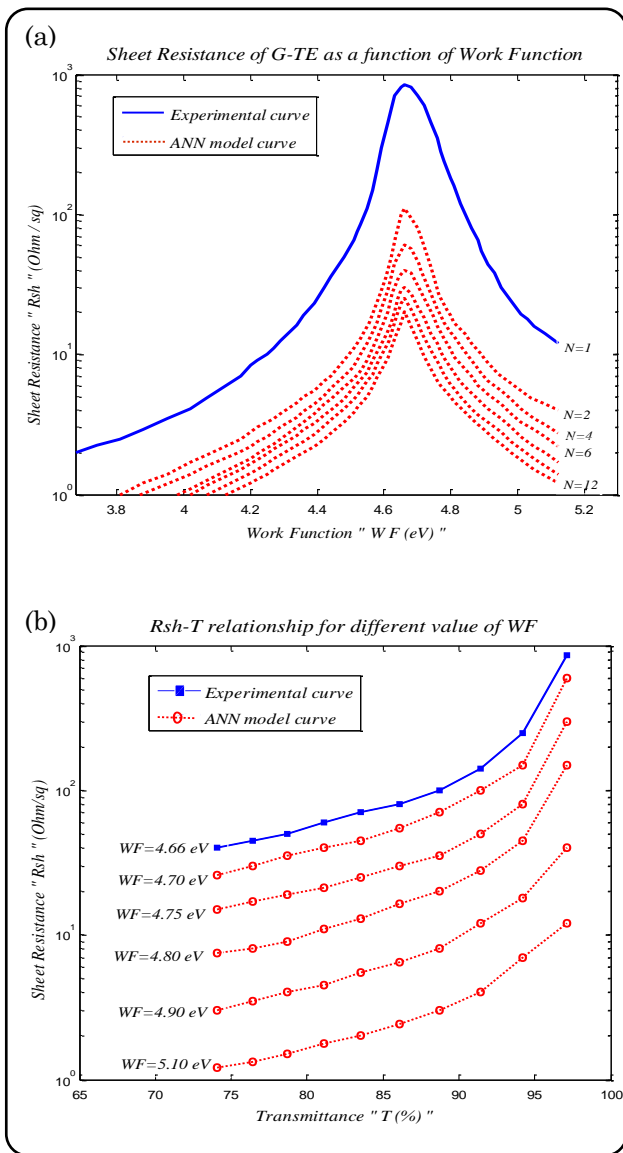 (a)
Sheet Resistance of G-TE as a function of Work Function
Experimental curve
ANN model curve
Sheet Resistance " Rsh " (Ohm / sq)
10^3
10^2
10^1
10^0
N=1
N=2
N=4
N=6
N=12
3.8 4 4.2 4.4 4.6 4.8 5 5.2
Work Function " W F (eV) "
(b)
Rsh-T relationship for different value of WF
Experimental curve
ANN model curve
Sheet Resistance " Rsh " (Ohm/sq)
10^3
10^2
10^1
10^0
WF=4.66 eV
WF=4.70 eV
WF=4.75 eV
WF=4.80 eV
WF=4.90 eV
WF=5.10 eV
65 70 75 80 85 90 95 100
Transmittance " T (%) "